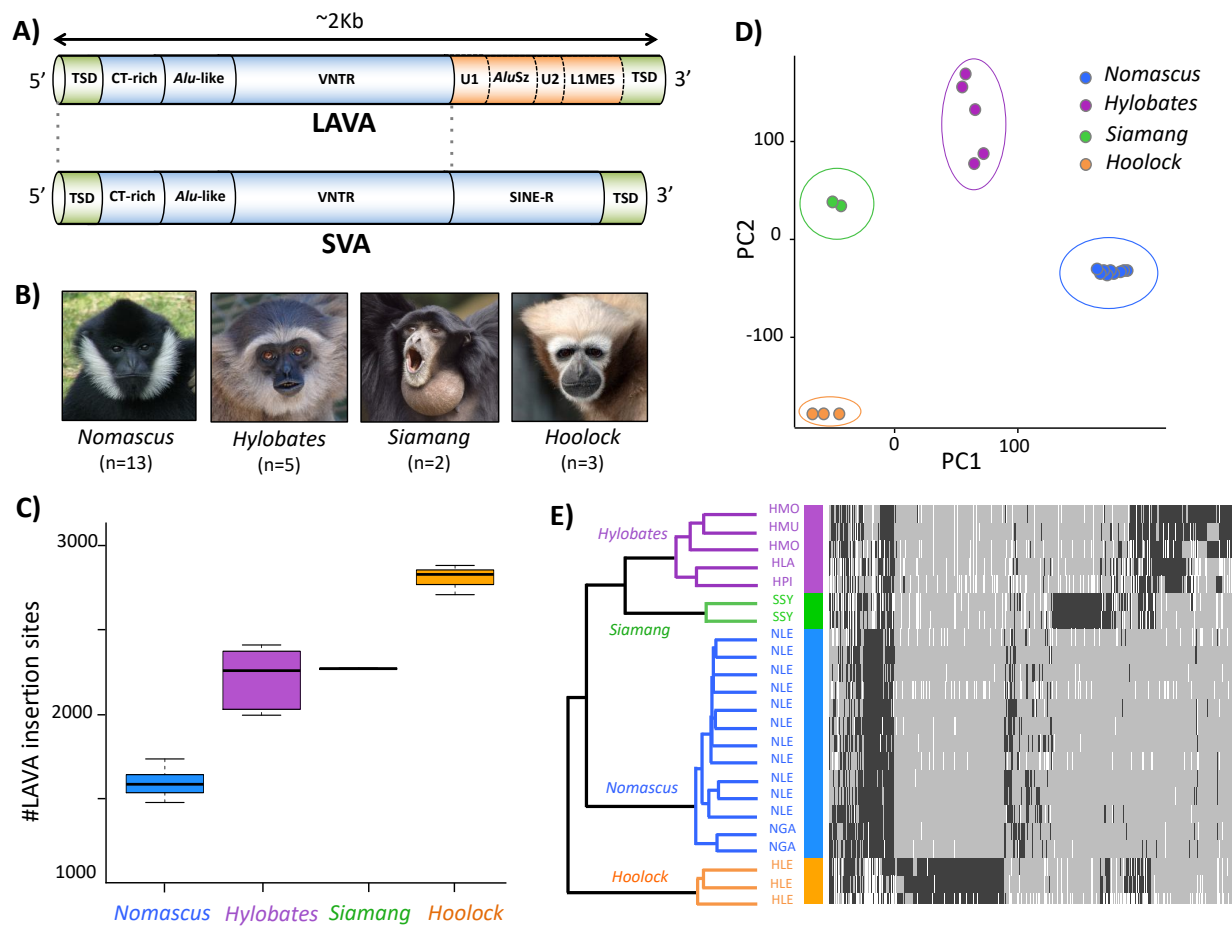 A)
~2Kb
5’ TSD CT-rich Alu-like VNTR U1 AluSz U2 L1ME5 TSD 3’
LAVA
5’ TSD CT-rich Alu-like VNTR SINE-R TSD 3’
SVA
B)
Nomascus Hylobates Siamang Hoolock
(n=13) (n=5) (n=2) (n=3)
C)
#LAVA insertion sites
3000
2000
1000
Nomascus Hylobates Siamang Hoolock
D)
Nomascus
Hylobates
Siamang
Hoolock
PC2
100
0
-100
0 100
PC1
E)
Hylobates
Siamang
Nomascus
Hoolock
HMO
HMU
HMO
HLA
HPI
SSY
SSY
NLE
NLE
NLE
NLE
NLE
NLE
NLE
NLE
NLE
NLE
NLE
NGA
NGA
HLE
HLE
HLE